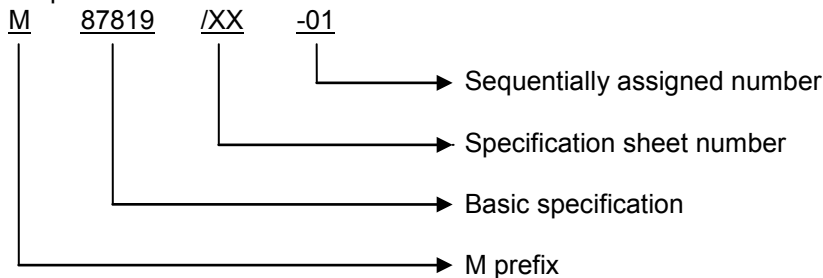 M 87819 /XX -01
Sequentially assigned number
Specification sheet number
Basic specification
M prefix